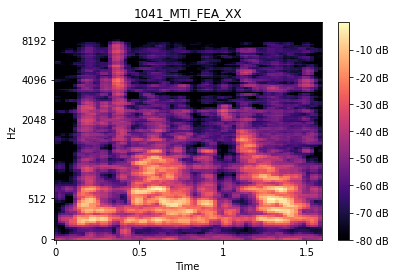 1041_MTI_FEA_XX
8192
4096
2048
1024
512
0
Hz
0
0.5
1.0
1.5
Time
-10 dB
-20 dB
-30 dB
-40 dB
-50 dB
-60 dB
-70 dB
-80 dB